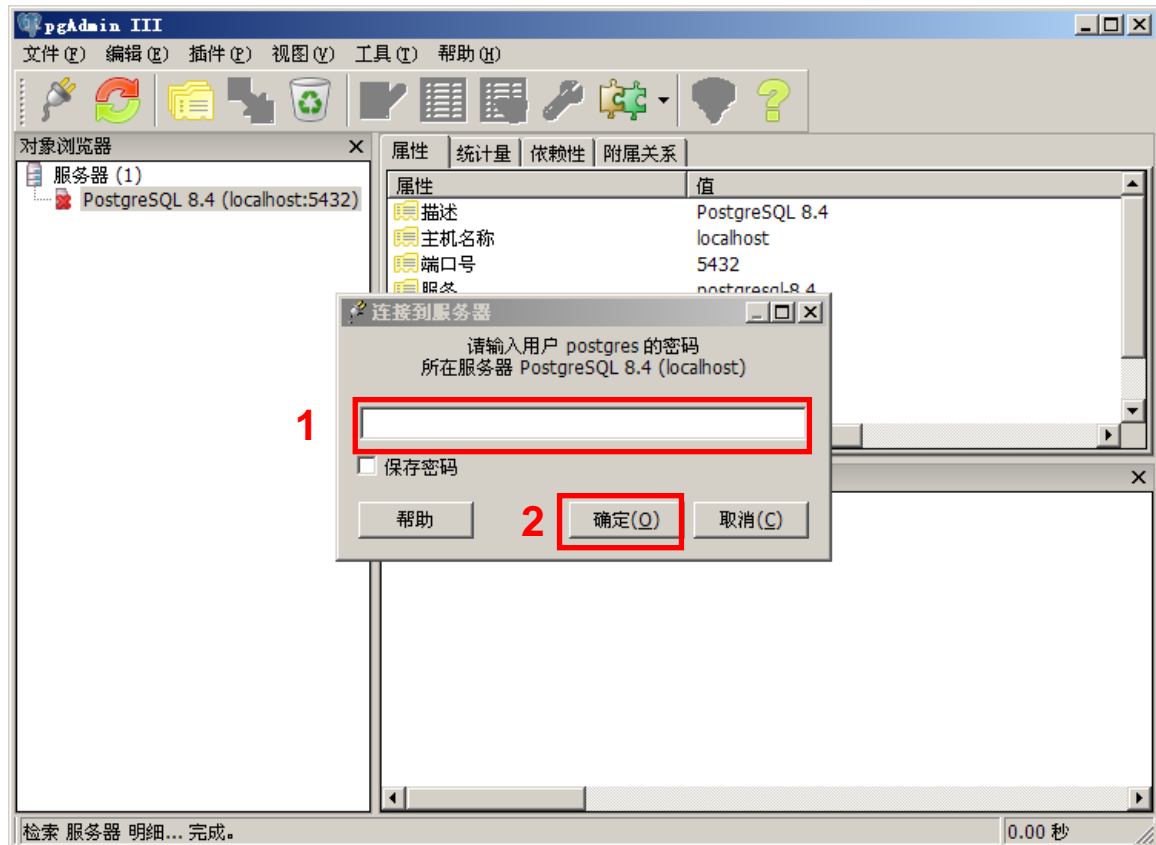 pgAdmin III
文件(F) 编辑(E) 插件(P) 视图(V) 工具(T) 帮助(H)
对象浏览器
服务器 (1)
PostgreSQL 8.4 (localhost:5432)
属性 统计量 依赖性 附属关系
属性 值
描述 PostgreSQL 8.4
主机名称 localhost
端口号 5432
服务 postgresql-8.4
连接到服务器
请输入用户 postgres 的密码
所在服务器 PostgreSQL 8.4 (localhost)
1
保存密码
帮助 2 确定(O) 取消(C)
检索 服务器 明细... 完成。 0.00 秒